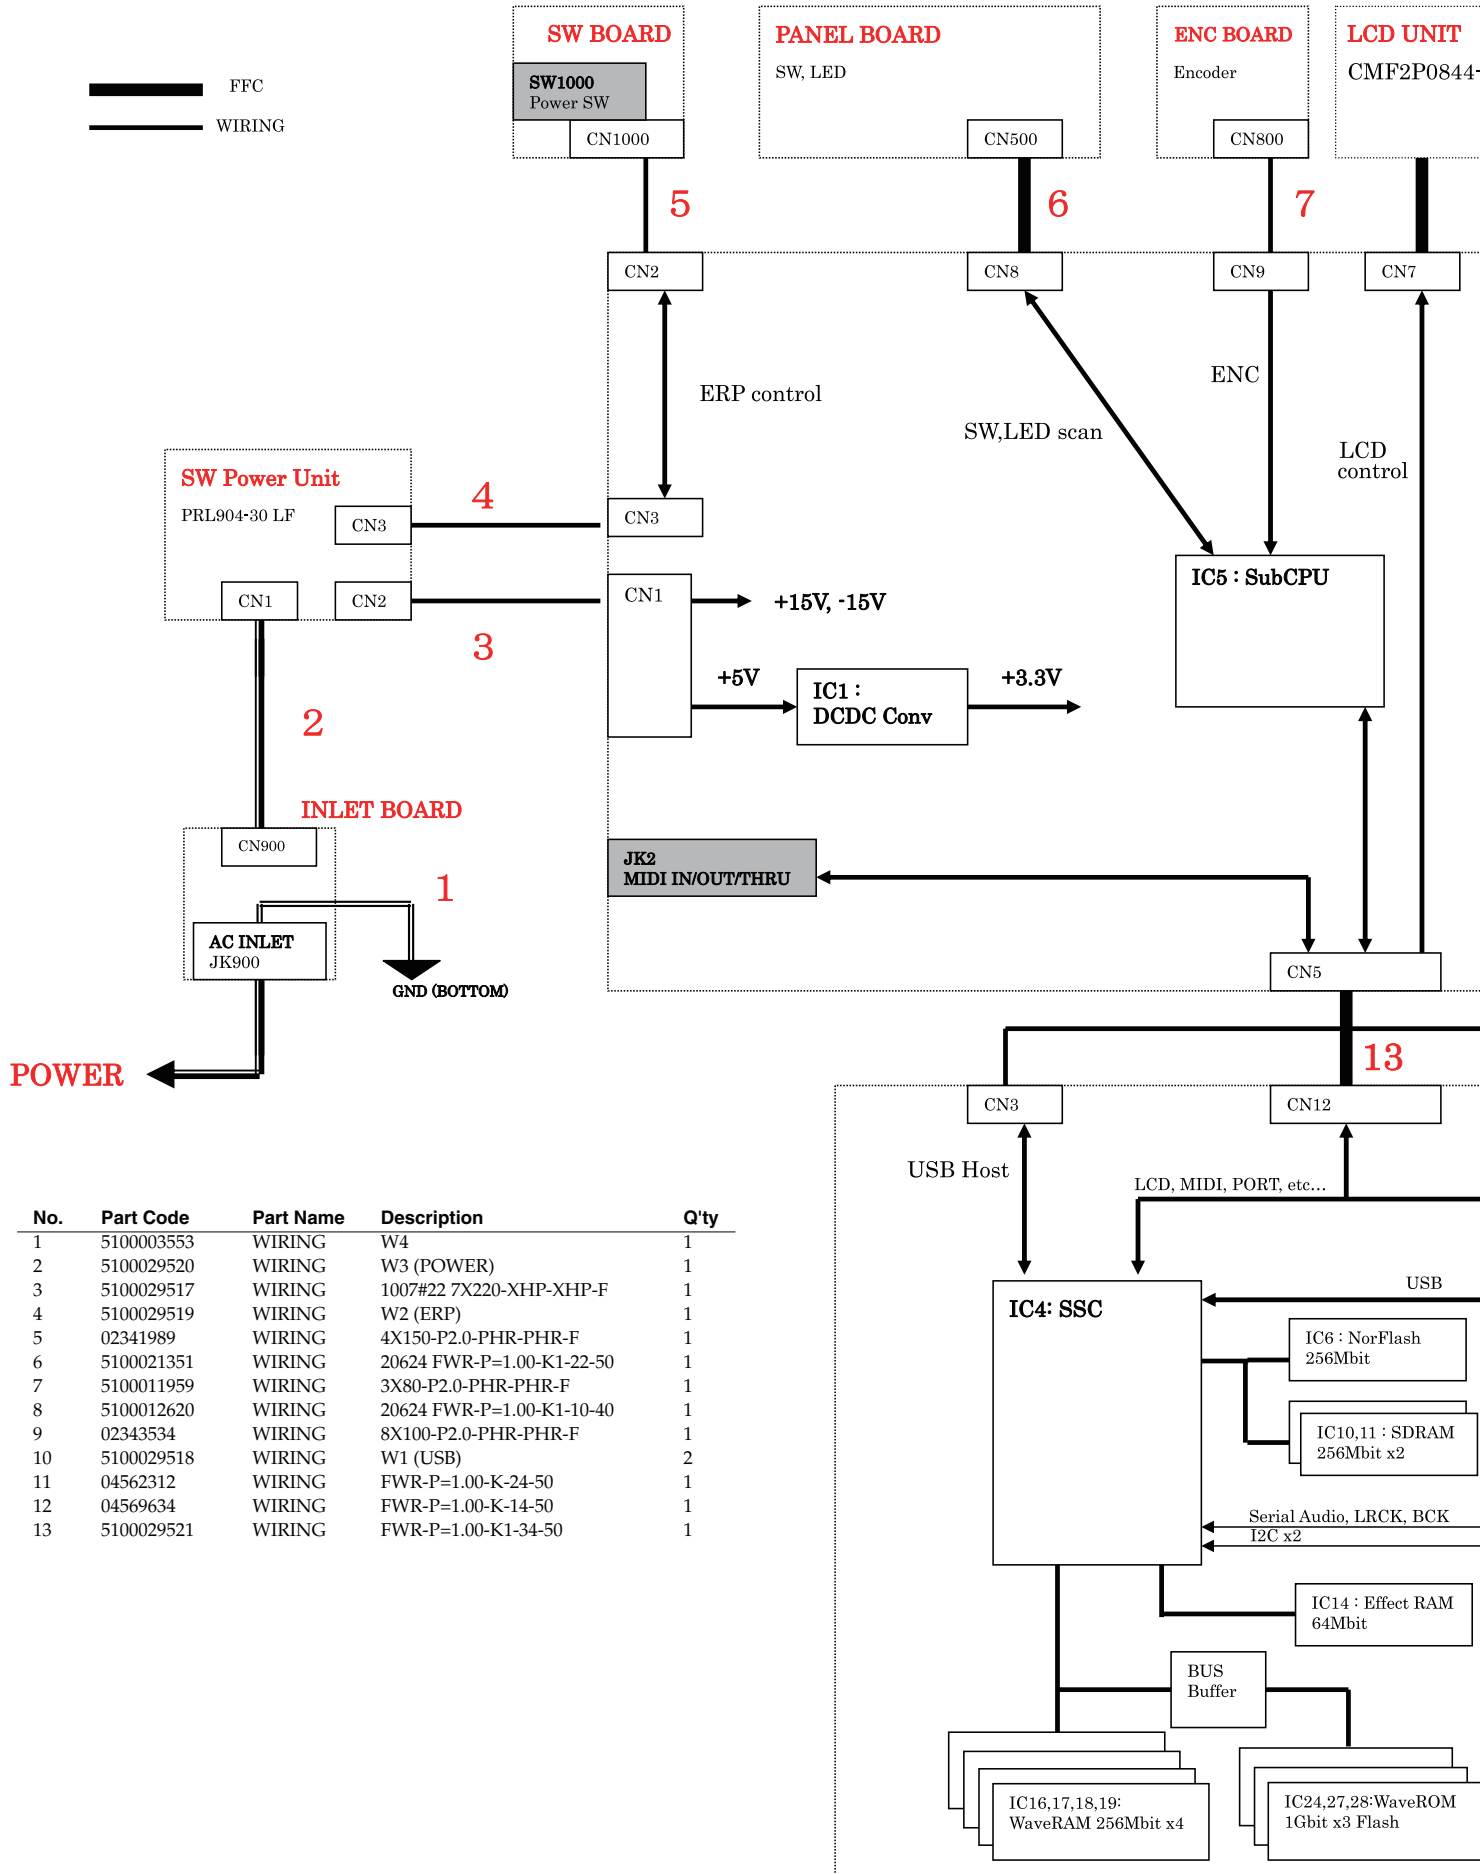 FFC
WIRING
SW BOARD
SW1000
Power SW
CN1000
PANEL BOARD
SW, LED
CN500
ENC BOARD
Encoder
CN800
LCD UNIT
CMF2P0844-
5
6
7
CN2
CN8
CN9
CN7
ERP control
SW,LED scan
ENC
LCD
control
SW Power Unit
PRL904-30 LF
CN3
CN1
CN2
4
3
CN3
CN1
+15V, -15V
+5V
IC1 :
DCDC Conv
+3.3V
IC5 : SubCPU
2
INLET BOARD
CN900
1
AC INLET
JK900
GND (BOTTOM)
POWER
JK2
MIDI IN/OUT/THRU
CN5
13
CN3
CN12
USB Host
LCD, MIDI, PORT, etc...
IC4: SSC
USB
IC6 : NorFlash
256Mbit
IC10,11 : SDRAM
256Mbit x2
Serial Audio, LRCK, BCK
I2C x2
IC14 : Effect RAM
64Mbit
BUS
Buffer
IC16,17,18,19:
WaveRAM 256Mbit x4
IC24,27,28:WaveROM
1Gbit x3 Flash
No. Part Code Part Name Description Q'ty
1 5100003553 WIRING W4 1
2 5100029520 WIRING W3 (POWER) 1
3 5100029517 WIRING 1007#22 7X220-XHP-XHP-F 1
4 5100029519 WIRING W2 (ERP) 1
5 02341989 WIRING 4X150-P2.0-PHR-PHR-F 1
6 5100021351 WIRING 20624 FWR-P=1.00-K1-22-50 1
7 5100011959 WIRING 3X80-P2.0-PHR-PHR-F 1
8 5100012620 WIRING 20624 FWR-P=1.00-K1-10-40 1
9 02343534 WIRING 8X100-P2.0-PHR-PHR-F 1
10 5100029518 WIRING W1 (USB) 2
11 04562312 WIRING FWR-P=1.00-K-24-50 1
12 04569634 WIRING FWR-P=1.00-K-14-50 1
13 5100029521 WIRING FWR-P=1.00-K1-34-50 1